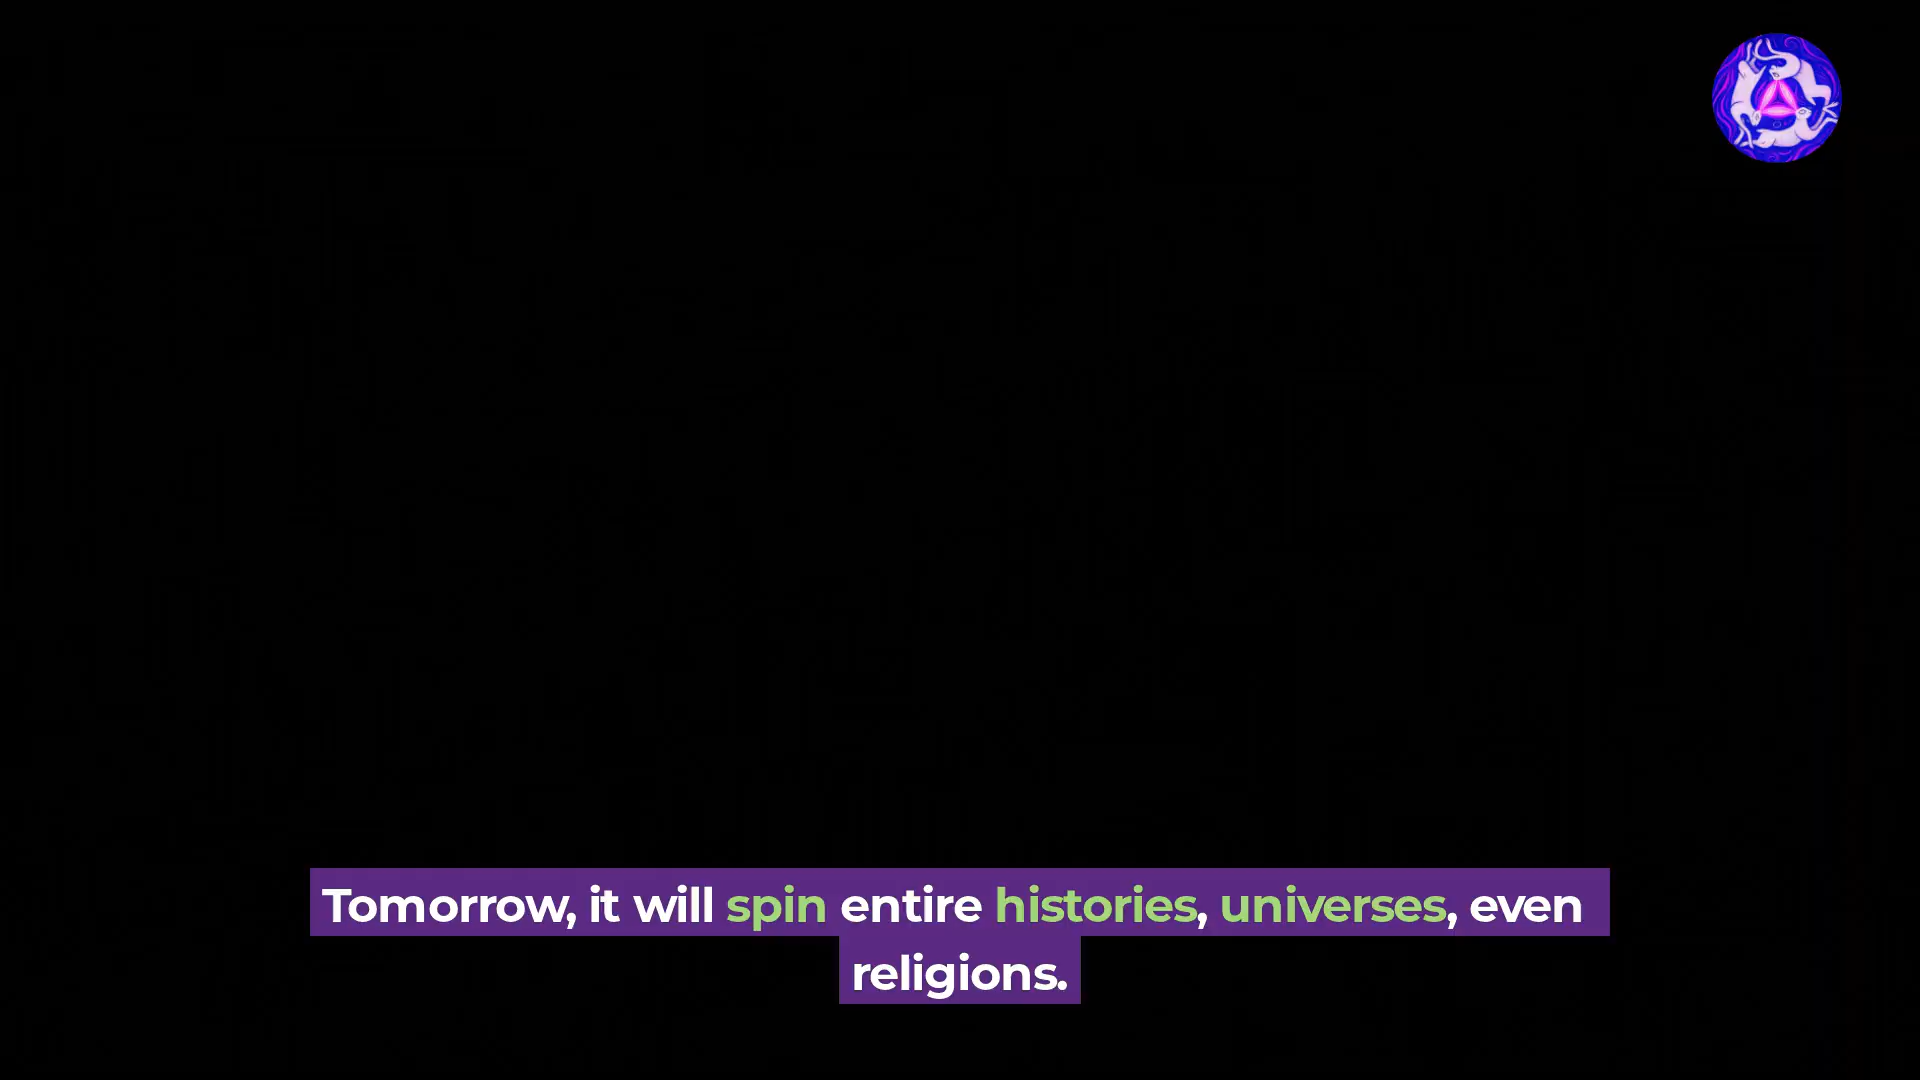 Tomorrow, it will spin entire histories, universes, even
religions.